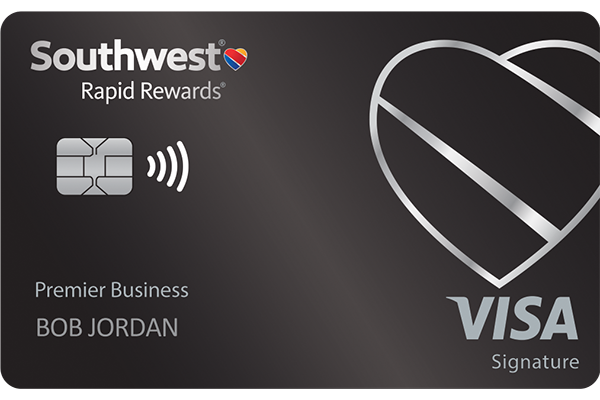 Southwest®
Rapid Rewards®
Premier Business
BOB JORDAN
VISA
Signature